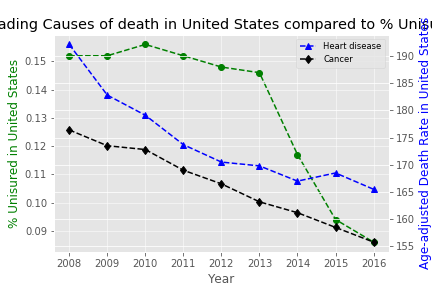 ading Causes of death in United States compared to % Unis
Heart disease
Cancer
% Unisured in United States
0.15
0.14
0.13
0.12
0.11
0.10
0.09
190
185
180
175
170
165
160
155
Age-adjusted Death Rate in United States
2008 2009 2010 2011 2012 2013 2014 2015 2016
Year